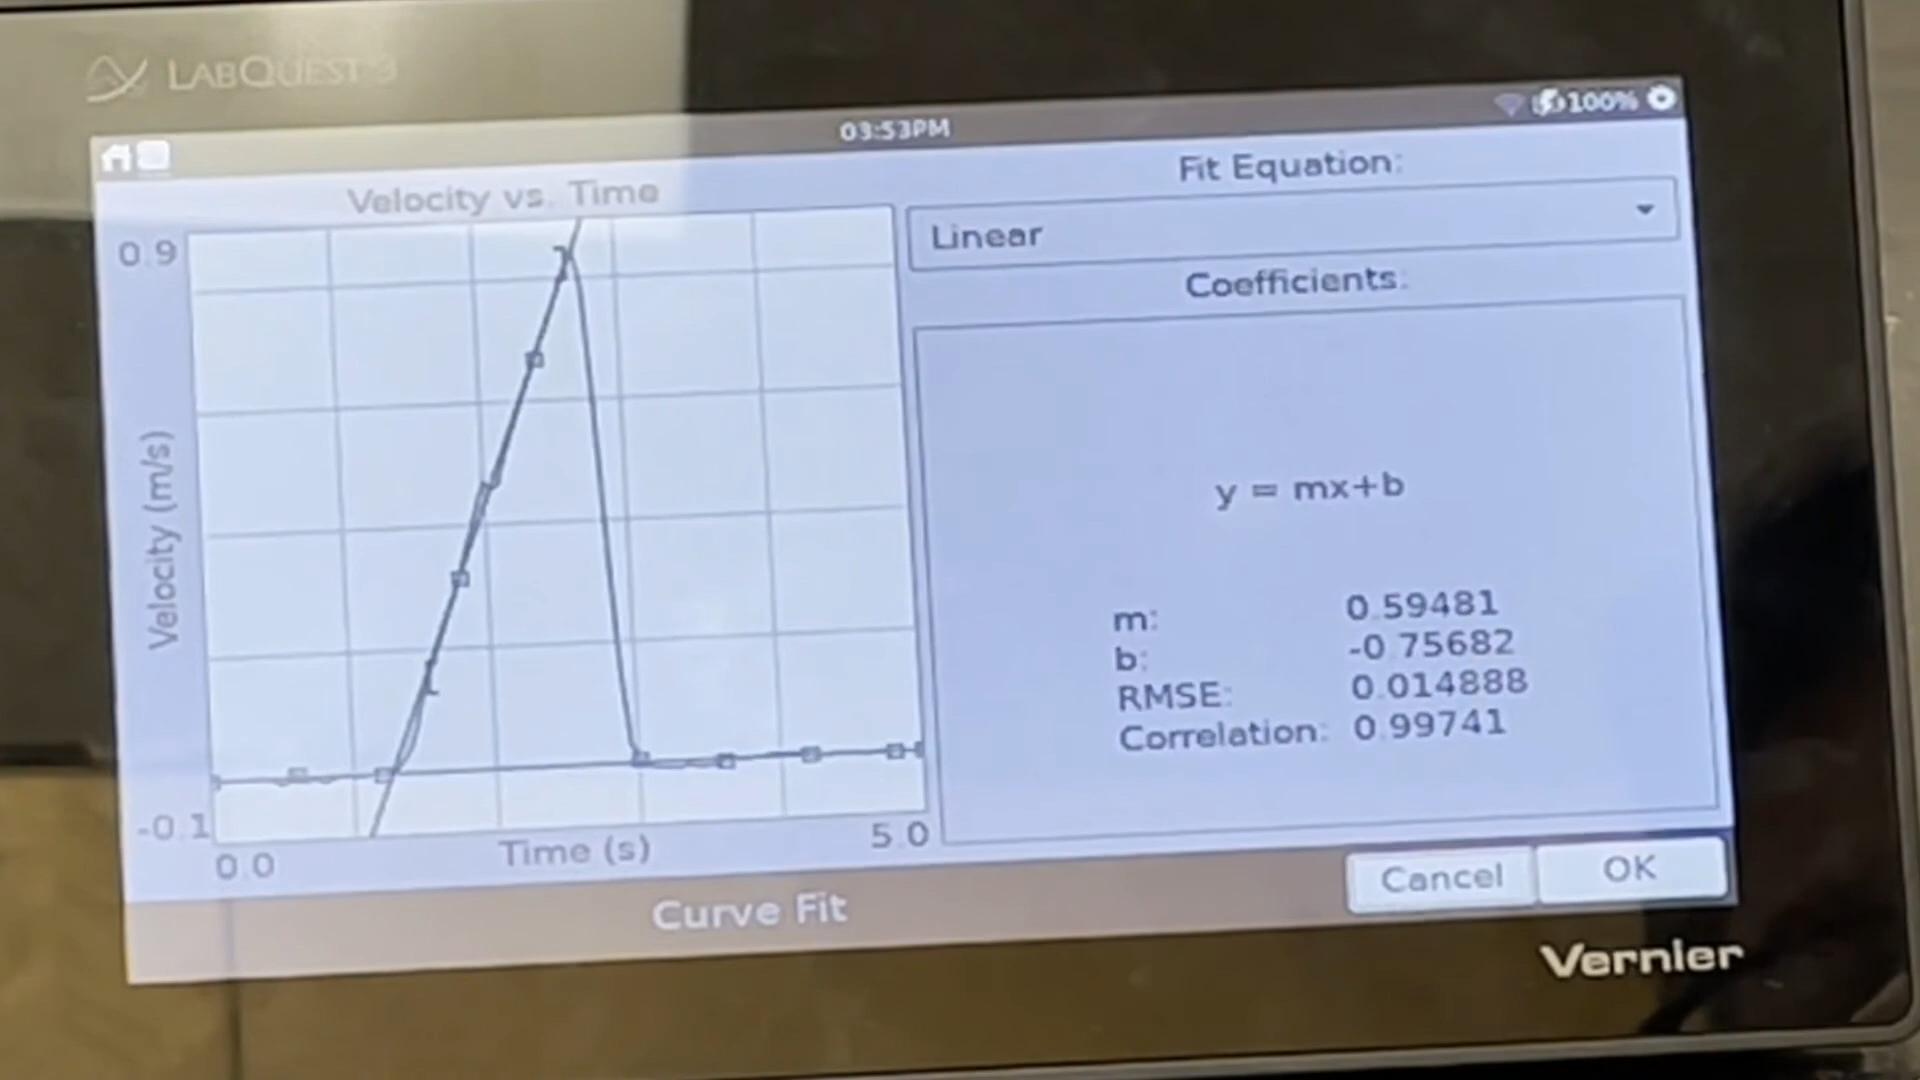 LABQUEST 3
03:53PM
100%
Velocity vs. Time
0.9
Velocity (m/s)
-0.1
0.0
Time (s)
5.0
Fit Equation:
Linear
Coefficients:
y = mx+b
m: 0.59481
b: -0.75682
RMSE: 0.014888
Correlation: 0.99741
Curve Fit
Cancel
OK
Vernier